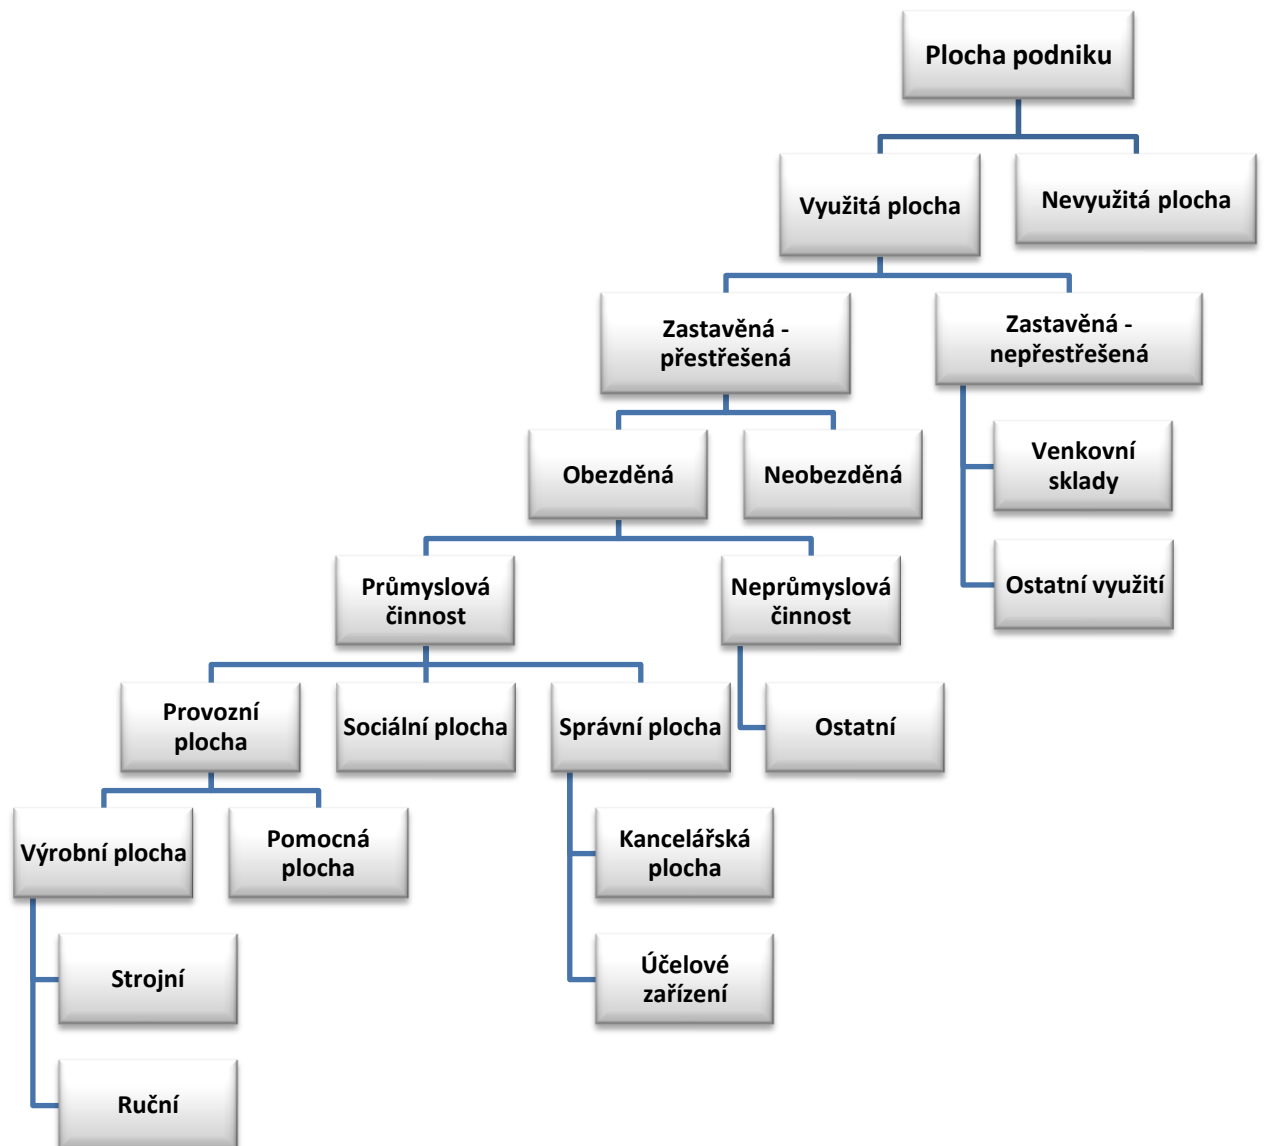 Plocha podniku
Využitá plocha
Nevyužitá plocha
Zastavěná -
přestřešená
Zastavěná -
nepřestřešená
Obezděná
Neobezděná
Venkovní
sklady
Ostatní využití
Průmyslová
činnost
Neprůmyslová
činnost
Provozní
plocha
Sociální plocha
Správní plocha
Ostatní
Výrobní plocha
Pomocná
plocha
Kancelářská
plocha
Strojní
Účelové
zařízení
Ruční